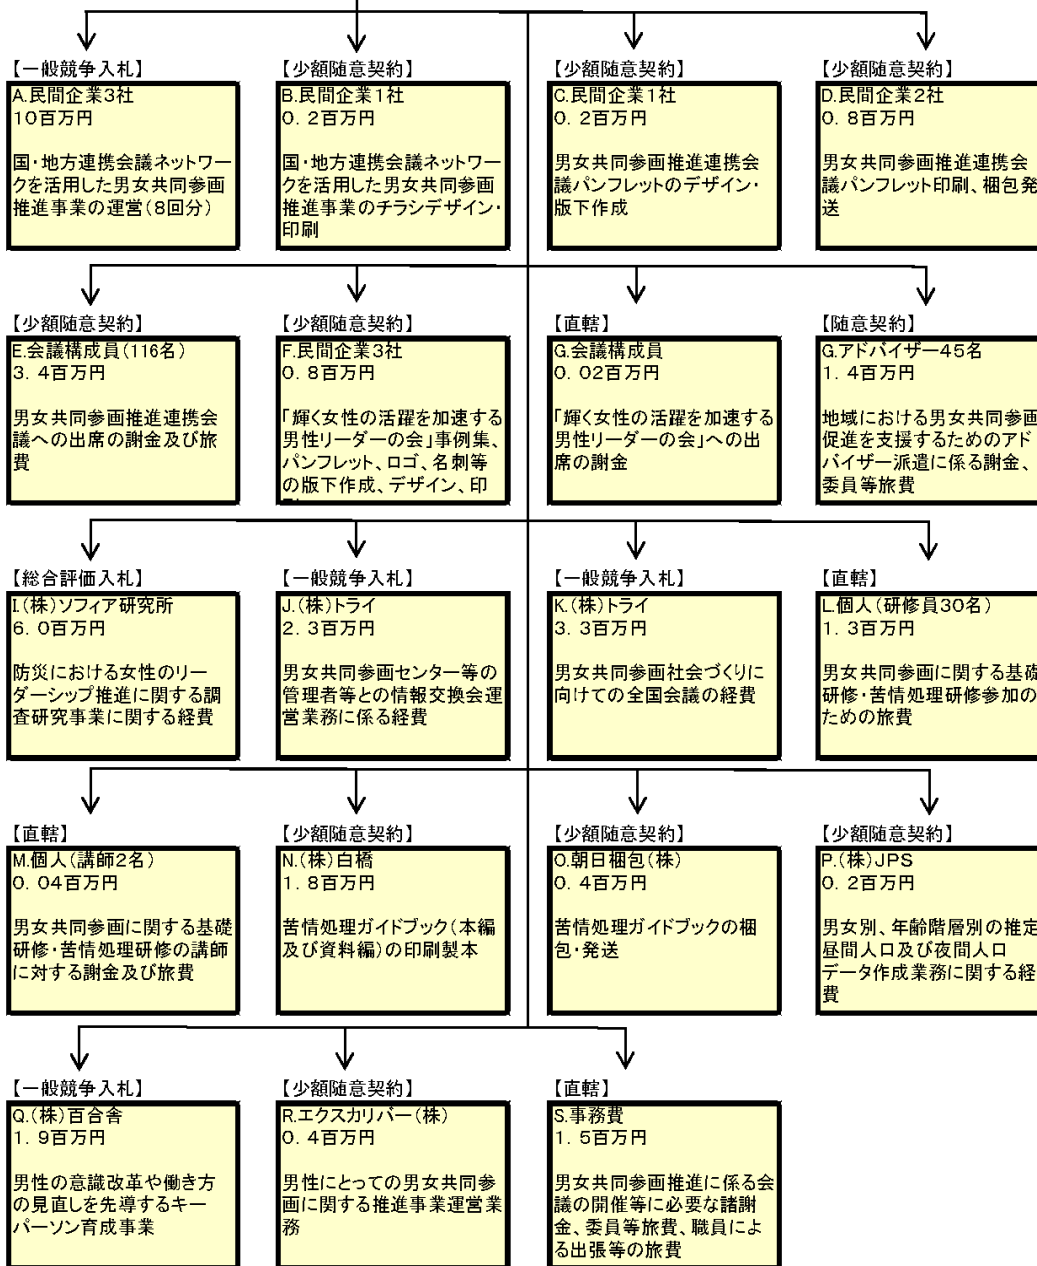 【一般競争入札】
A.民間企業3社
10百万円
国・地方連携会議ネットワー
クを活用した男女共同参画
推進事業の運営(8回分)
【少額随意契約】
B.民間企業1社
0.2百万円
国・地方連携会議ネットワー
クを活用した男女共同参画
推進事業のチラシデザイン・
印刷
【少額随意契約】
C.民間企業1社
0.2百万円
男女共同参画推進連携会
議パンフレットのデザイン・
版下作成
【少額随意契約】
D.民間企業2社
0.8百万円
男女共同参画推進連携会
議パンフレット印刷、梱包発
送
【少額随意契約】
E.会議構成員(116名)
3.4百万円
男女共同参画推進連携会
議への出席の謝金及び旅
費
【少額随意契約】
F.民間企業3社
0.8百万円
「輝く女性の活躍を加速する
男性リーダーの会」事例集、
パンフレット、ロゴ、名刺等
の版下作成、デザイン、印
【直轄】
G.会議構成員
0.02百万円
「輝く女性の活躍を加速する
男性リーダーの会」への出
席の謝金
【随意契約】
G.アドバイザー45名
1.4百万円
地域における男女共同参画
促進を支援するためのアド
バイザー派遣に係る謝金、
委員等旅費
【総合評価入札】
I.(株)ソフィア研究所
6.0百万円
防災における女性のリー
ダーシップ推進に関する調
査研究事業に関する経費
【一般競争入札】
J.(株)トライ
2.3百万円
男女共同参画センター等の
管理者等との情報交換会運
営業務に係る経費
【一般競争入札】
K.(株)トライ
3.3百万円
男女共同参画社会づくりに
向けての全国会議の経費
【直轄】
L.個人(研修員30名)
1.3百万円
男女共同参画に関する基礎
研修・苦情処理研修参加の
ための旅費
【直轄】
M.個人(講師2名)
0.04百万円
男女共同参画に関する基礎
研修・苦情処理研修の講師
に対する謝金及び旅費
【少額随意契約】
N.(株)白橋
1.8百万円
苦情処理ガイドブック(本編
及び資料編)の印刷製本
【少額随意契約】
O.朝日梱包(株)
0.4百万円
苦情処理ガイドブックの梱
包・発送
【少額随意契約】
P.(株)JPS
0.2百万円
男女別、年齢階層別の推定
昼間人口及び夜間人口
データ作成業務に関する経
費
【一般競争入札】
Q.(株)百合舎
1.9百万円
男性の意識改革や働き方
の見直しを先導するキー
パーソン育成事業
【少額随意契約】
R.エクスカリバー(株)
0.4百万円
男性にとっての男女共同参
画に関する推進事業運営業
務
【直轄】
S.事務費
1.5百万円
男女共同参画推進に係る会
議の開催等に必要な諸謝
金、委員等旅費、職員によ
る出張等の旅費